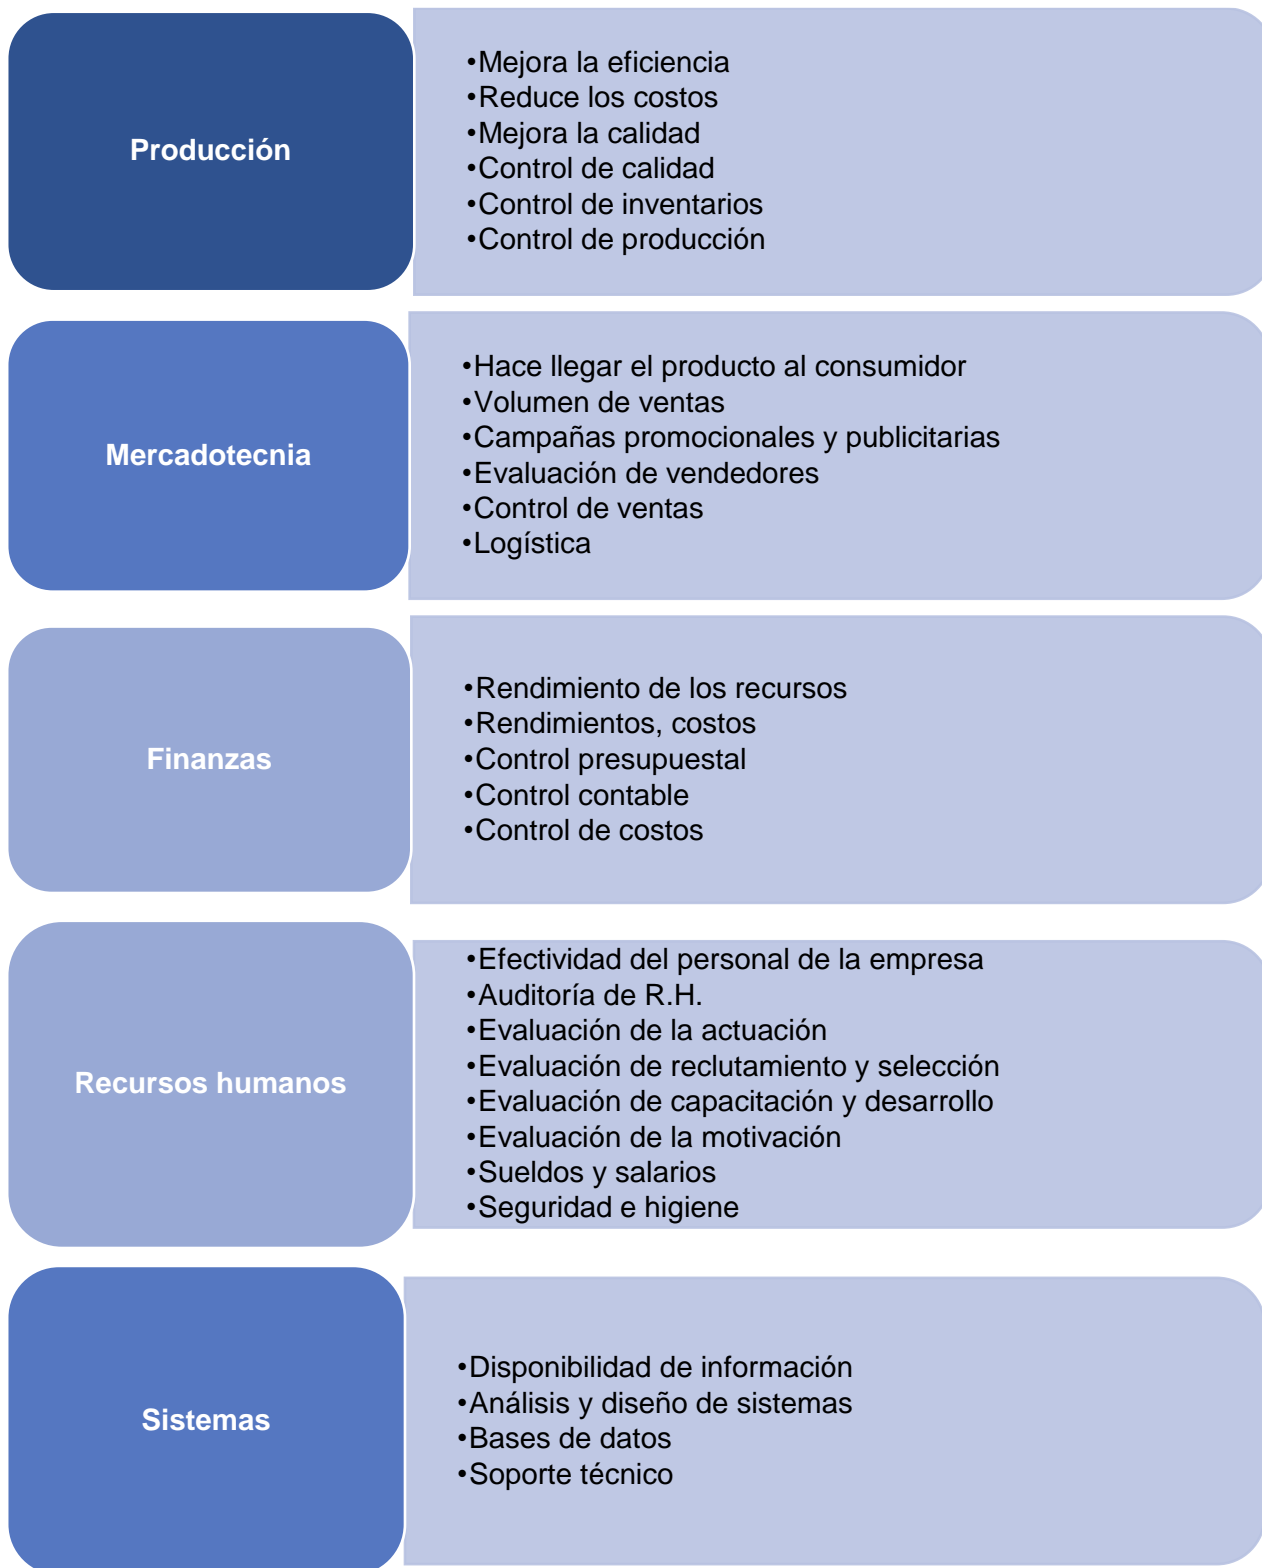 Producción
•Mejora la eficiencia
•Reduce los costos
•Mejora la calidad
•Control de calidad
•Control de inventarios
•Control de producción
Mercadotecnia
•Hace llegar el producto al consumidor
•Volumen de ventas
•Campañas promocionales y publicitarias
•Evaluación de vendedores
•Control de ventas
•Logística
Finanzas
•Rendimiento de los recursos
•Rendimientos, costos
•Control presupuestal
•Control contable
•Control de costos
Recursos humanos
•Efectividad del personal de la empresa
•Auditoría de R.H.
•Evaluación de la actuación
•Evaluación de reclutamiento y selección
•Evaluación de capacitación y desarrollo
•Evaluación de la motivación
•Sueldos y salarios
•Seguridad e higiene
Sistemas
•Disponibilidad de información
•Análisis y diseño de sistemas
•Bases de datos
•Soporte técnico